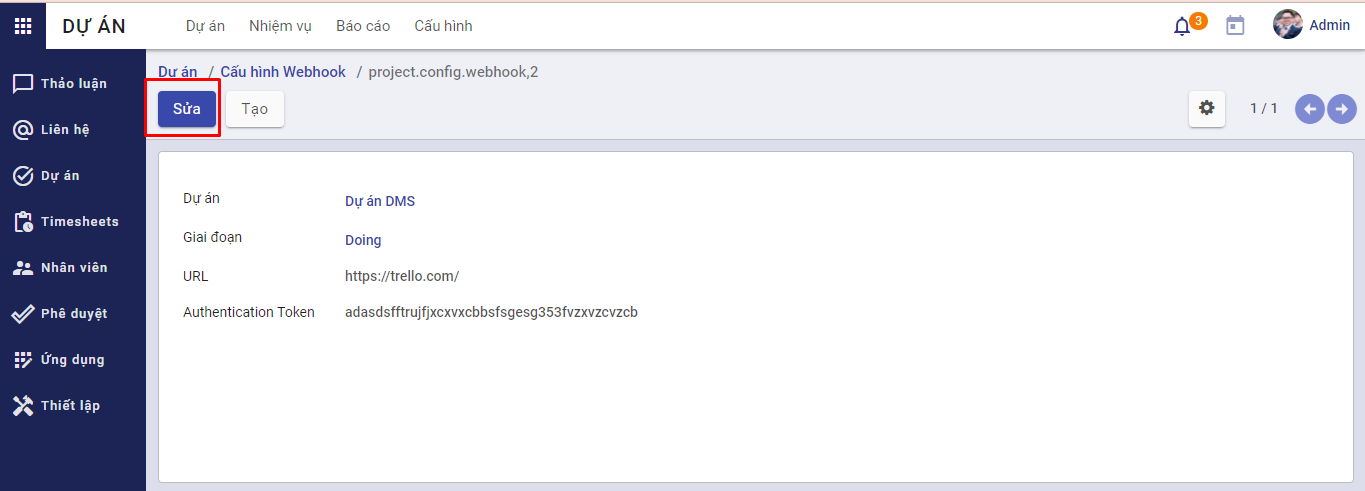 DỰ ÁN
Dự án Nhiệm vụ Báo cáo Cấu hình
3
Admin
Thảo luận
Liên hệ
Dự án
Timesheets
Nhân viên
Phê duyệt
Ứng dụng
Thiết lập
Dự án / Cấu hình Webhook / project.config.webhook,2
Sửa Tạo
1 / 1
Dự án Dự án DMS
Giai đoạn Doing
URL https://trello.com/
Authentication Token adasdsfftrujfjxcxvxcbbsfsgesg353fvzxvzcvzcb